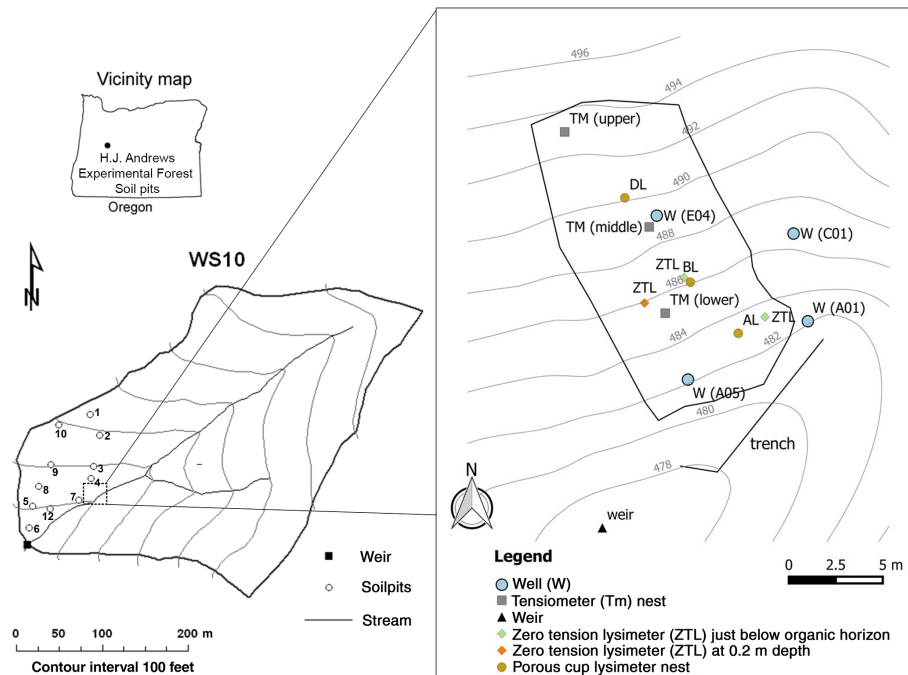 Vicinity map
H.J. Andrews
Experimental Forest
Soil pits
Oregon
N
WS10
1
10
2
9
3
4
8
7
5
12
6
Weir
Soilpits
Stream
0 50 100 200 m
Contour interval 100 feet
496
494
TM (upper)
492
DL
490
W (E04)
TM (middle)
488
W (C01)
ZTL BL
486
ZTL
TM (lower)
W (A01)
AL
ZTL
484
482
W (A05)
480
trench
478
N
weir
Legend
0 2.5 5 m
Well (W)
Tensiometer (Tm) nest
Weir
Zero tension lysimeter (ZTL) just below organic horizon
Zero tension lysimeter (ZTL) at 0.2 m depth
Porous cup lysimeter nest